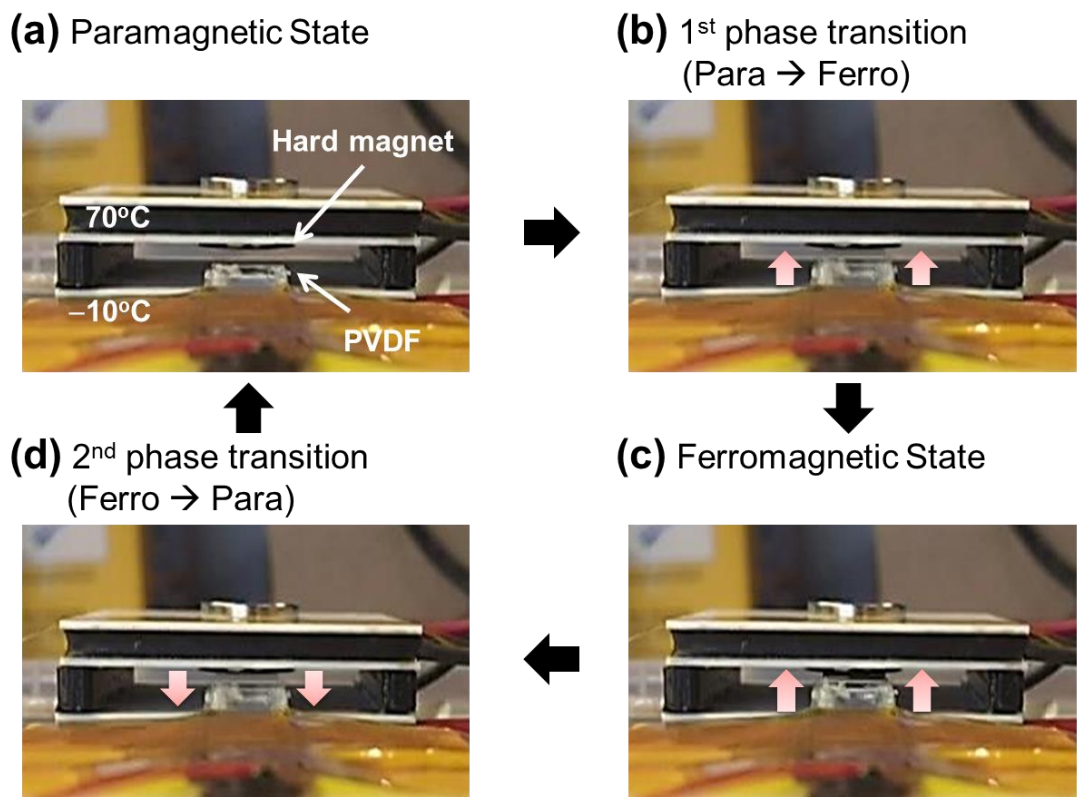 (a) Paramagnetic State
(b) 1st phase transition
(Para → Ferro)
Hard magnet
70°C
−10°C
PVDF
(d) 2nd phase transition
(Ferro → Para)
(c) Ferromagnetic State